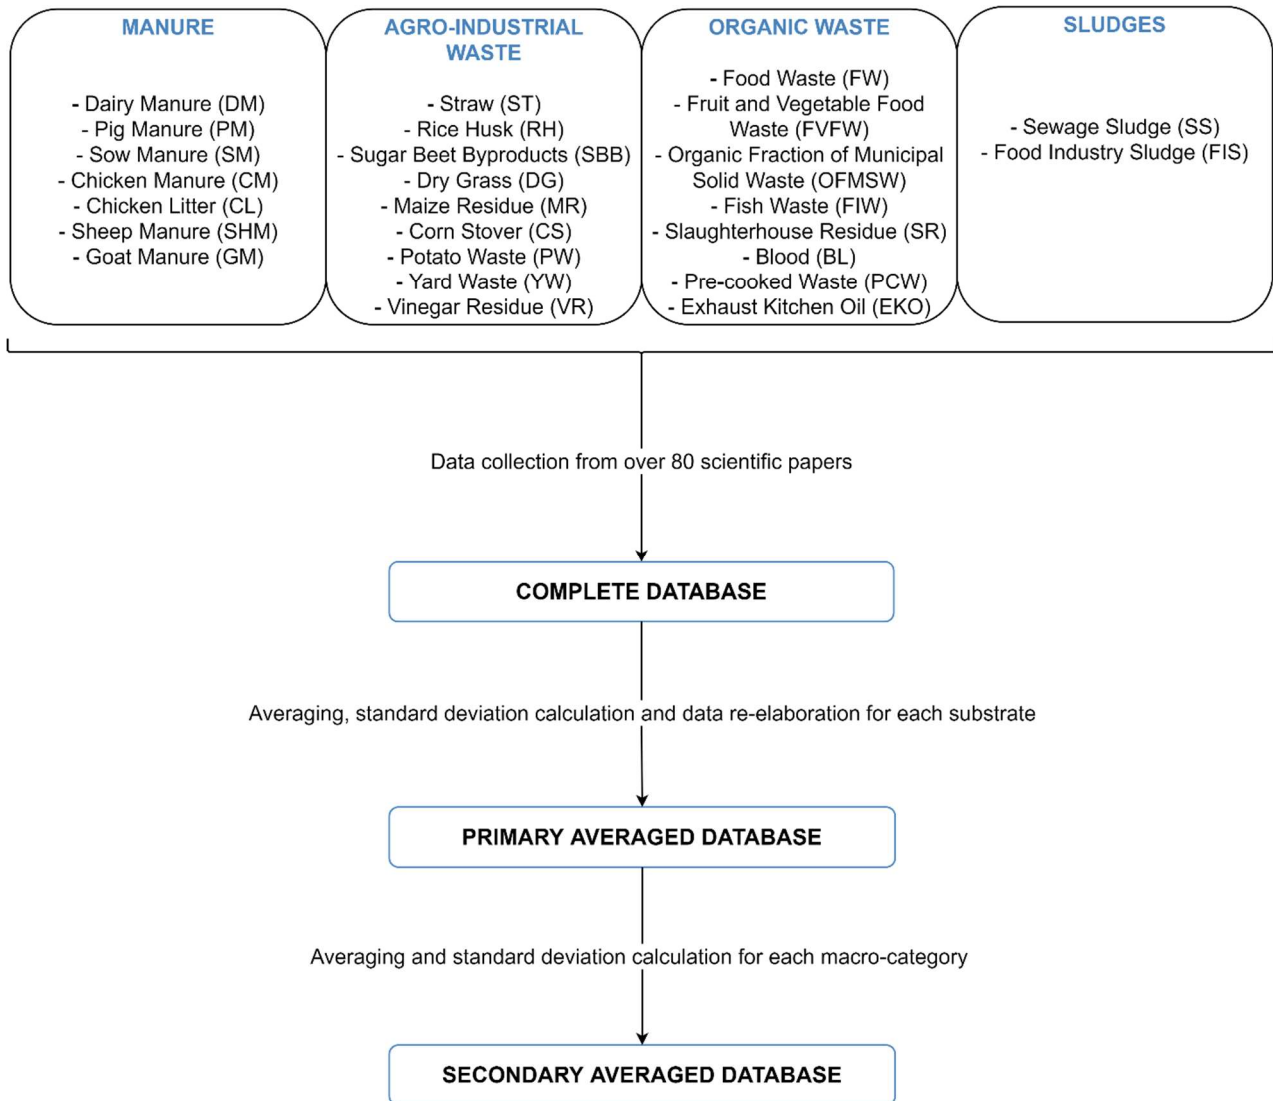 MANURE
- Dairy Manure (DM)
- Pig Manure (PM)
- Sow Manure (SM)
- Chicken Manure (CM)
- Chicken Litter (CL)
- Sheep Manure (SHM)
- Goat Manure (GM)
AGRO-INDUSTRIAL
WASTE
- Straw (ST)
- Rice Husk (RH)
- Sugar Beet Byproducts (SBB)
- Dry Grass (DG)
- Maize Residue (MR)
- Corn Stover (CS)
- Potato Waste (PW)
- Yard Waste (YW)
- Vinegar Residue (VR)
ORGANIC WASTE
- Food Waste (FW)
- Fruit and Vegetable Food
Waste (FVFW)
- Organic Fraction of Municipal
Solid Waste (OFMSW)
- Fish Waste (FIW)
- Slaughterhouse Residue (SR)
- Blood (BL)
- Pre-cooked Waste (PCW)
- Exhaust Kitchen Oil (EKO)
SLUDGES
- Sewage Sludge (SS)
- Food Industry Sludge (FIS)
Data collection from over 80 scientific papers
COMPLETE DATABASE
Averaging, standard deviation calculation and data re-elaboration for each substrate
PRIMARY AVERAGED DATABASE
Averaging and standard deviation calculation for each macro-category
SECONDARY AVERAGED DATABASE